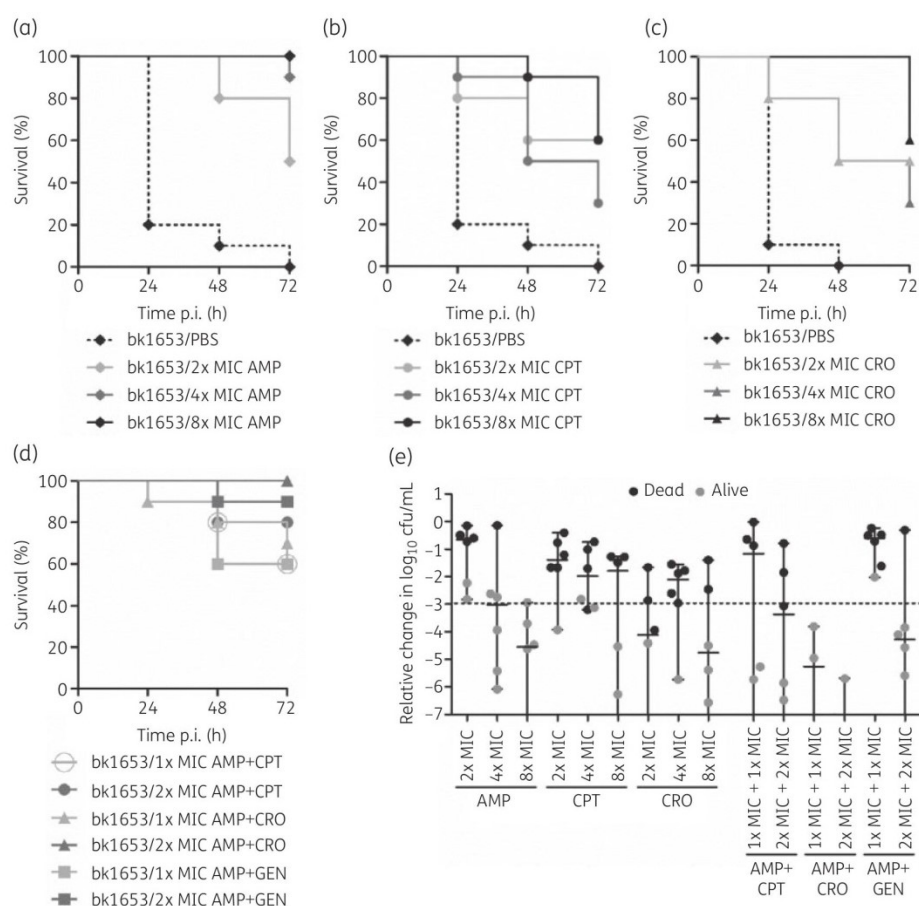 (a)
100
80
60
40
20
0
Survival (%)
0 24 48 72
Time p.i. (h)
bk1653/PBS
bk1653/2x MIC AMP
bk1653/4x MIC AMP
bk1653/8x MIC AMP
(b)
100
80
60
40
20
0
Survival (%)
0 24 48 72
Time p.i. (h)
bk1653/PBS
bk1653/2x MIC CPT
bk1653/4x MIC CPT
bk1653/8x MIC CPT
(c)
100
80
60
40
20
0
Survival (%)
0 24 48 72
Time p.i. (h)
bk1653/PBS
bk1653/2x MIC CRO
bk1653/4x MIC CRO
bk1653/8x MIC CRO
(d)
100
80
60
40
20
0
Survival (%)
0 24 48 72
Time p.i. (h)
bk1653/1x MIC AMP+CPT
bk1653/2x MIC AMP+CPT
bk1653/1x MIC AMP+CRO
bk1653/2x MIC AMP+CRO
bk1653/1x MIC AMP+GEN
bk1653/2x MIC AMP+GEN
(e)
Dead Alive
1
0
-1
-2
-3
-4
-5
-6
-7
Relative change in log10 cfu/mL
2x MIC
4x MIC
8x MIC
AMP
2x MIC
4x MIC
8x MIC
CPT
2x MIC
4x MIC
8x MIC
CRO
1x MIC + 1x MIC
2x MIC + 2x MIC
AMP+
CPT
1x MIC + 1x MIC
2x MIC + 2x MIC
AMP+
CRO
1x MIC + 1x MIC
2x MIC + 2x MIC
AMP+
GEN